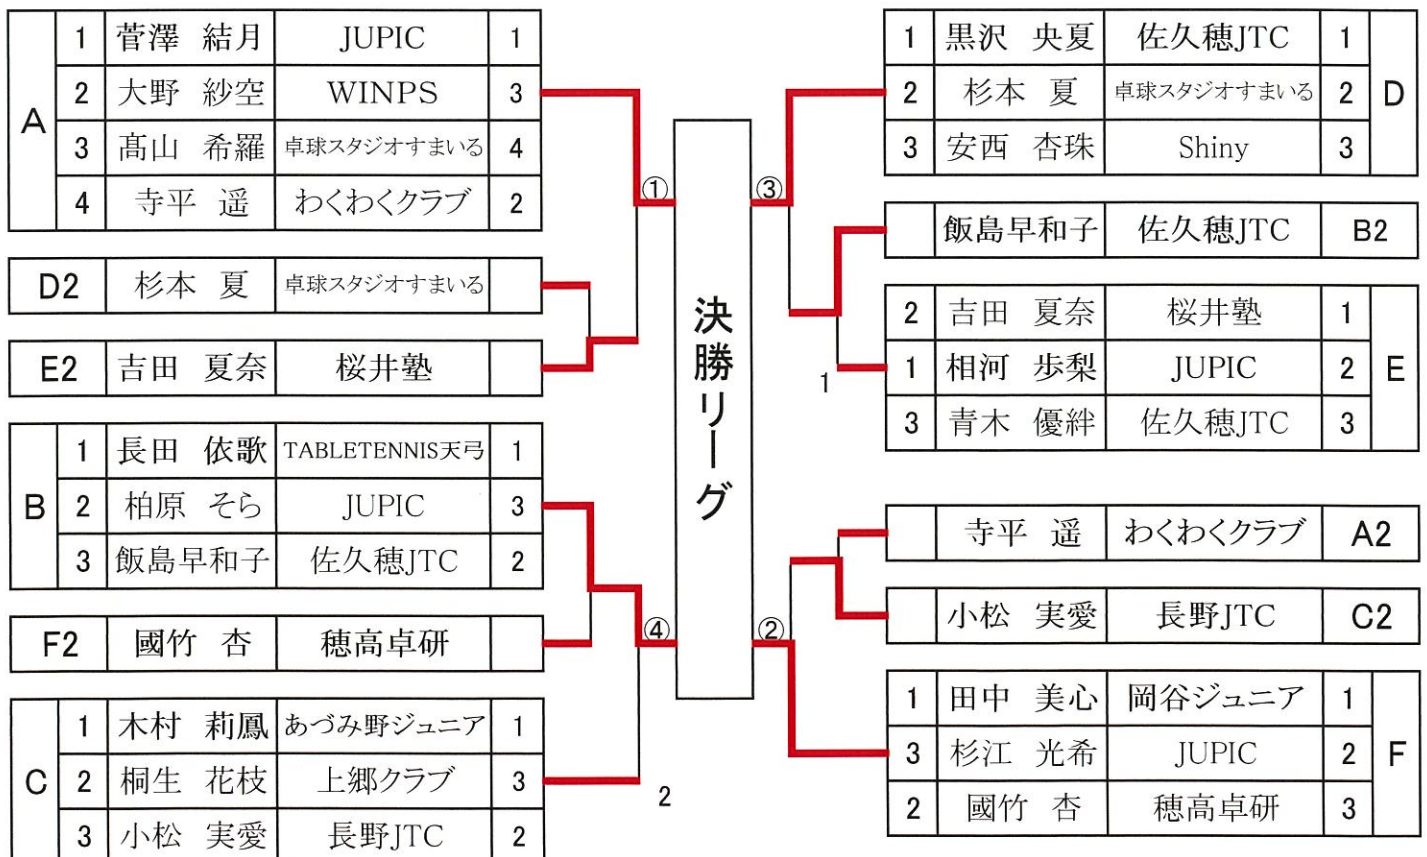 A
1 菅澤 結月 JUPIC 1
2 大野 紗空 WINPS 3
3 髙山 希羅 卓球スタジオすまいる 4
4 寺平 遥 わくわくクラブ 2
D2 杉本 夏 卓球スタジオすまいる
E2 吉田 夏奈 桜井塾
B
1 長田 依歌 TABLETENNIS天弓 1
2 柏原 そら JUPIC 3
3 飯島早和子 佐久穂JTC 2
F2 國竹 杏 穂高卓研
C
1 木村 莉鳳 あづみ野ジュニア 1
2 桐生 花枝 上郷クラブ 3
3 小松 実愛 長野JTC 2
①
④
2
決勝リーグ
③
②
1
1 黒沢 央夏 佐久穂JTC 1
2 杉本 夏 卓球スタジオすまいる 2
3 安西 杏珠 Shiny 3
D
飯島早和子 佐久穂JTC B2
2 吉田 夏奈 桜井塾 1
1 相河 歩梨 JUPIC 2
3 青木 優絆 佐久穂JTC 3
E
寺平 遥 わくわくクラブ A2
小松 実愛 長野JTC C2
1 田中 美心 岡谷ジュニア 1
3 杉江 光希 JUPIC 2
2 國竹 杏 穂高卓研 3
F